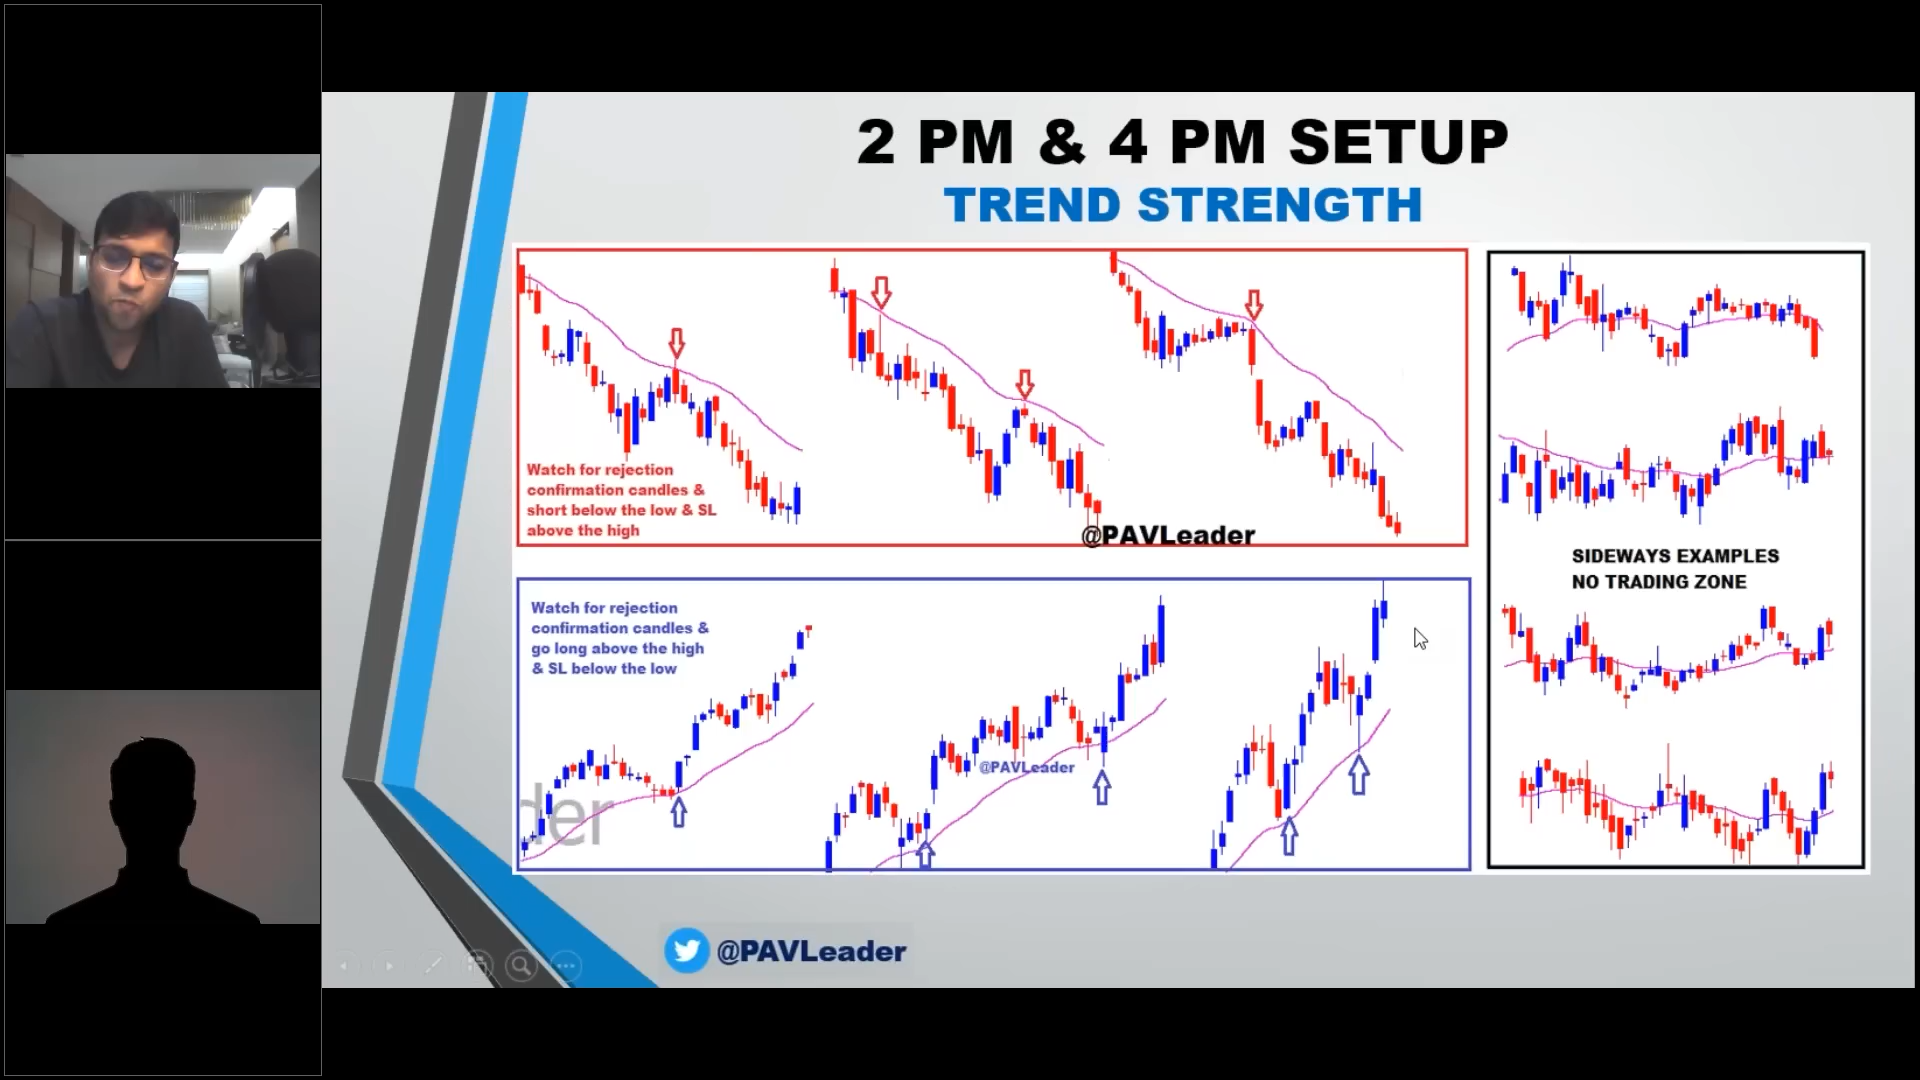 2 PM & 4 PM SETUP
TREND STRENGTH
Watch for rejection
confirmation candles &
short below the low & SL
above the high
@PAVLeader
Watch for rejection
confirmation candles &
go long above the high
& SL below the low
@PAVLeader
der
SIDEWAYS EXAMPLES
NO TRADING ZONE
@PAVLeader